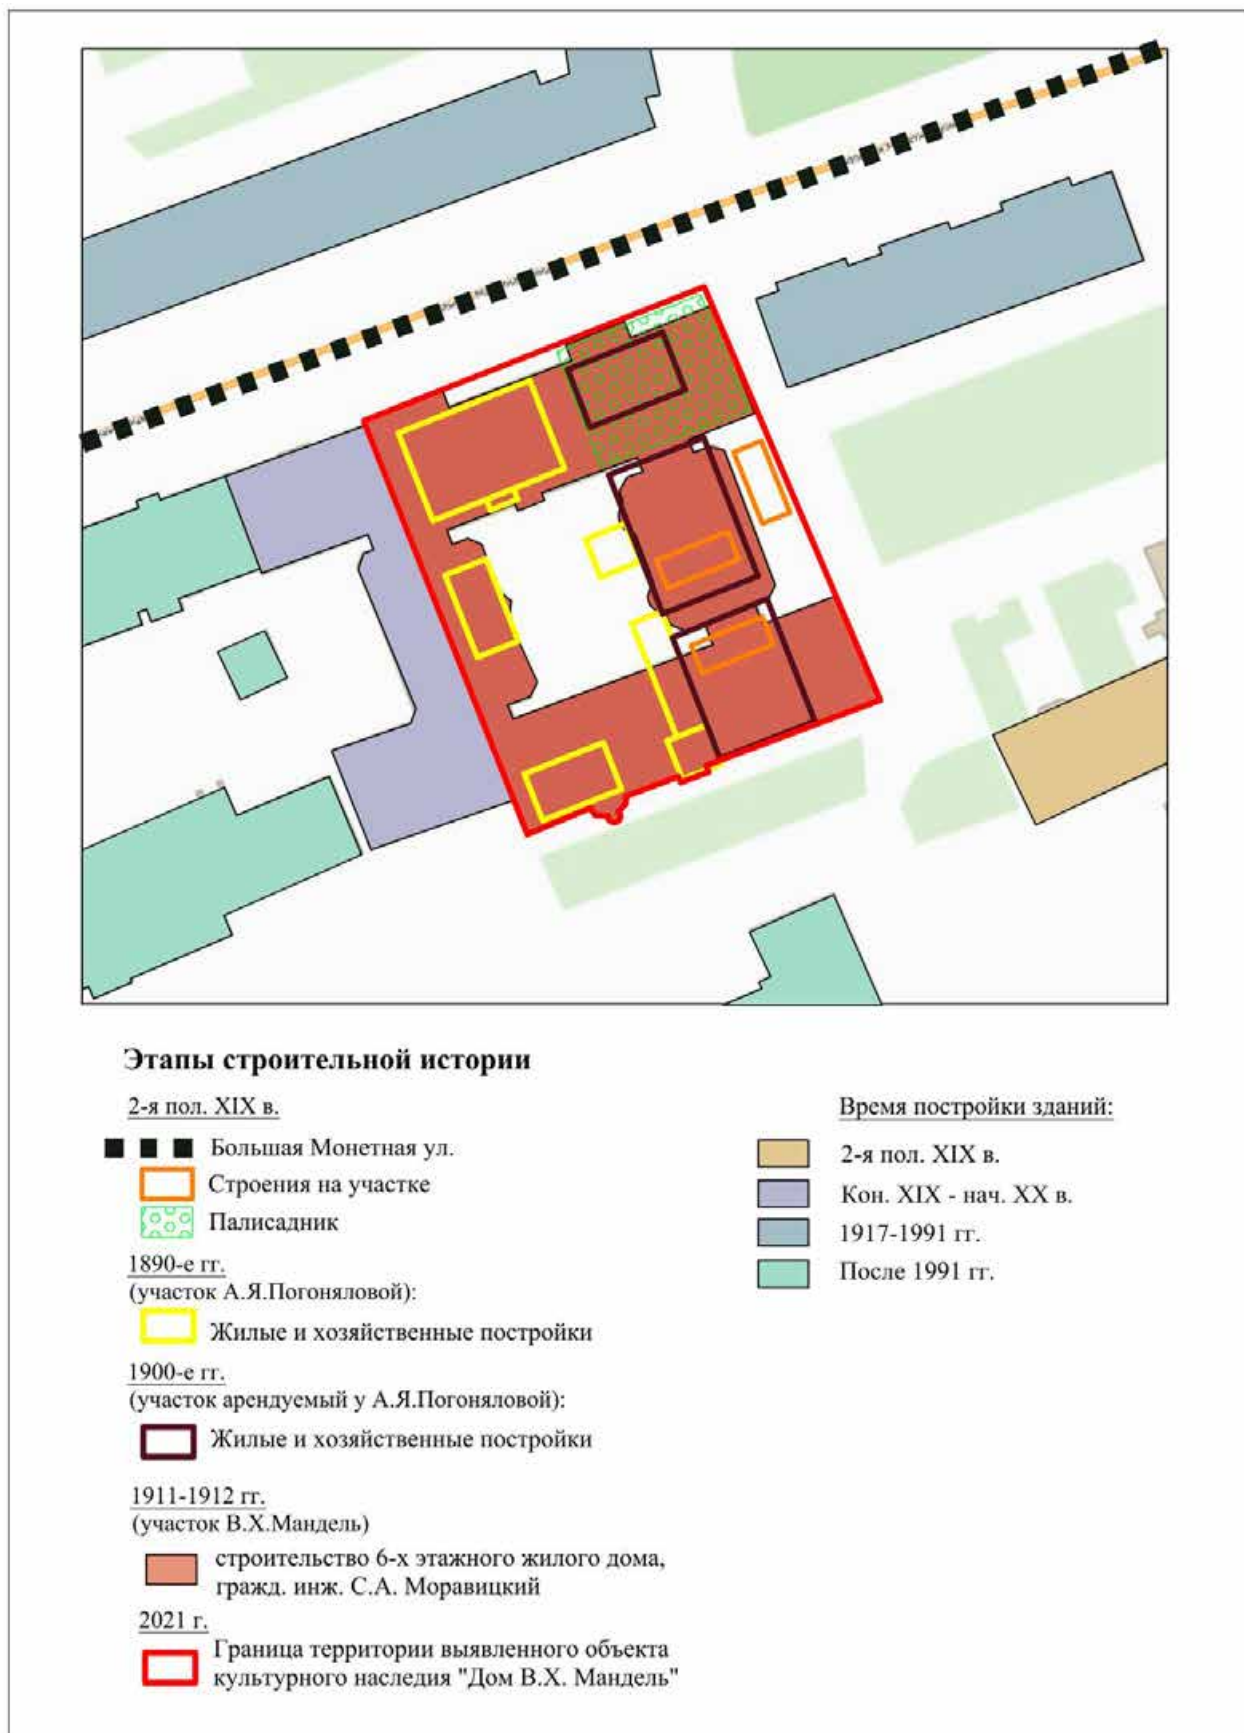 Этапы строительной истории
2-я пол. XIX в.
Большая Монетная ул.
Строения на участке
Палисадник
1890-е гг.
(участок А.Я.Погоняловой):
Жилые и хозяйственные постройки
1900-е гг.
(участок арендуемый у А.Я.Погоняловой):
Жилые и хозяйственные постройки
1911-1912 гг.
(участок В.Х.Мандель)
строительство 6-х этажного жилого дома,
гражд. инж. С.А. Моравицкий
2021 г.
Граница территории выявленного объекта
культурного наследия "Дом В.Х. Мандель"
Время постройки зданий:
2-я пол. XIX в.
Кон. XIX - нач. XX в.
1917-1991 гг.
После 1991 гг.